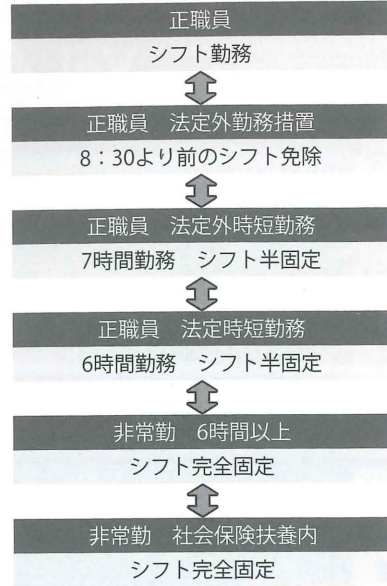 正職員
シフト勤務
正職員　法定外勤務措置
8：30より前のシフト免除
正職員　法定外時短勤務
7時間勤務　シフト半固定
正職員　法定時短勤務
6時間勤務　シフト半固定
非常勤　6時間以上
シフト完全固定
非常勤　社会保険扶養内
シフト完全固定